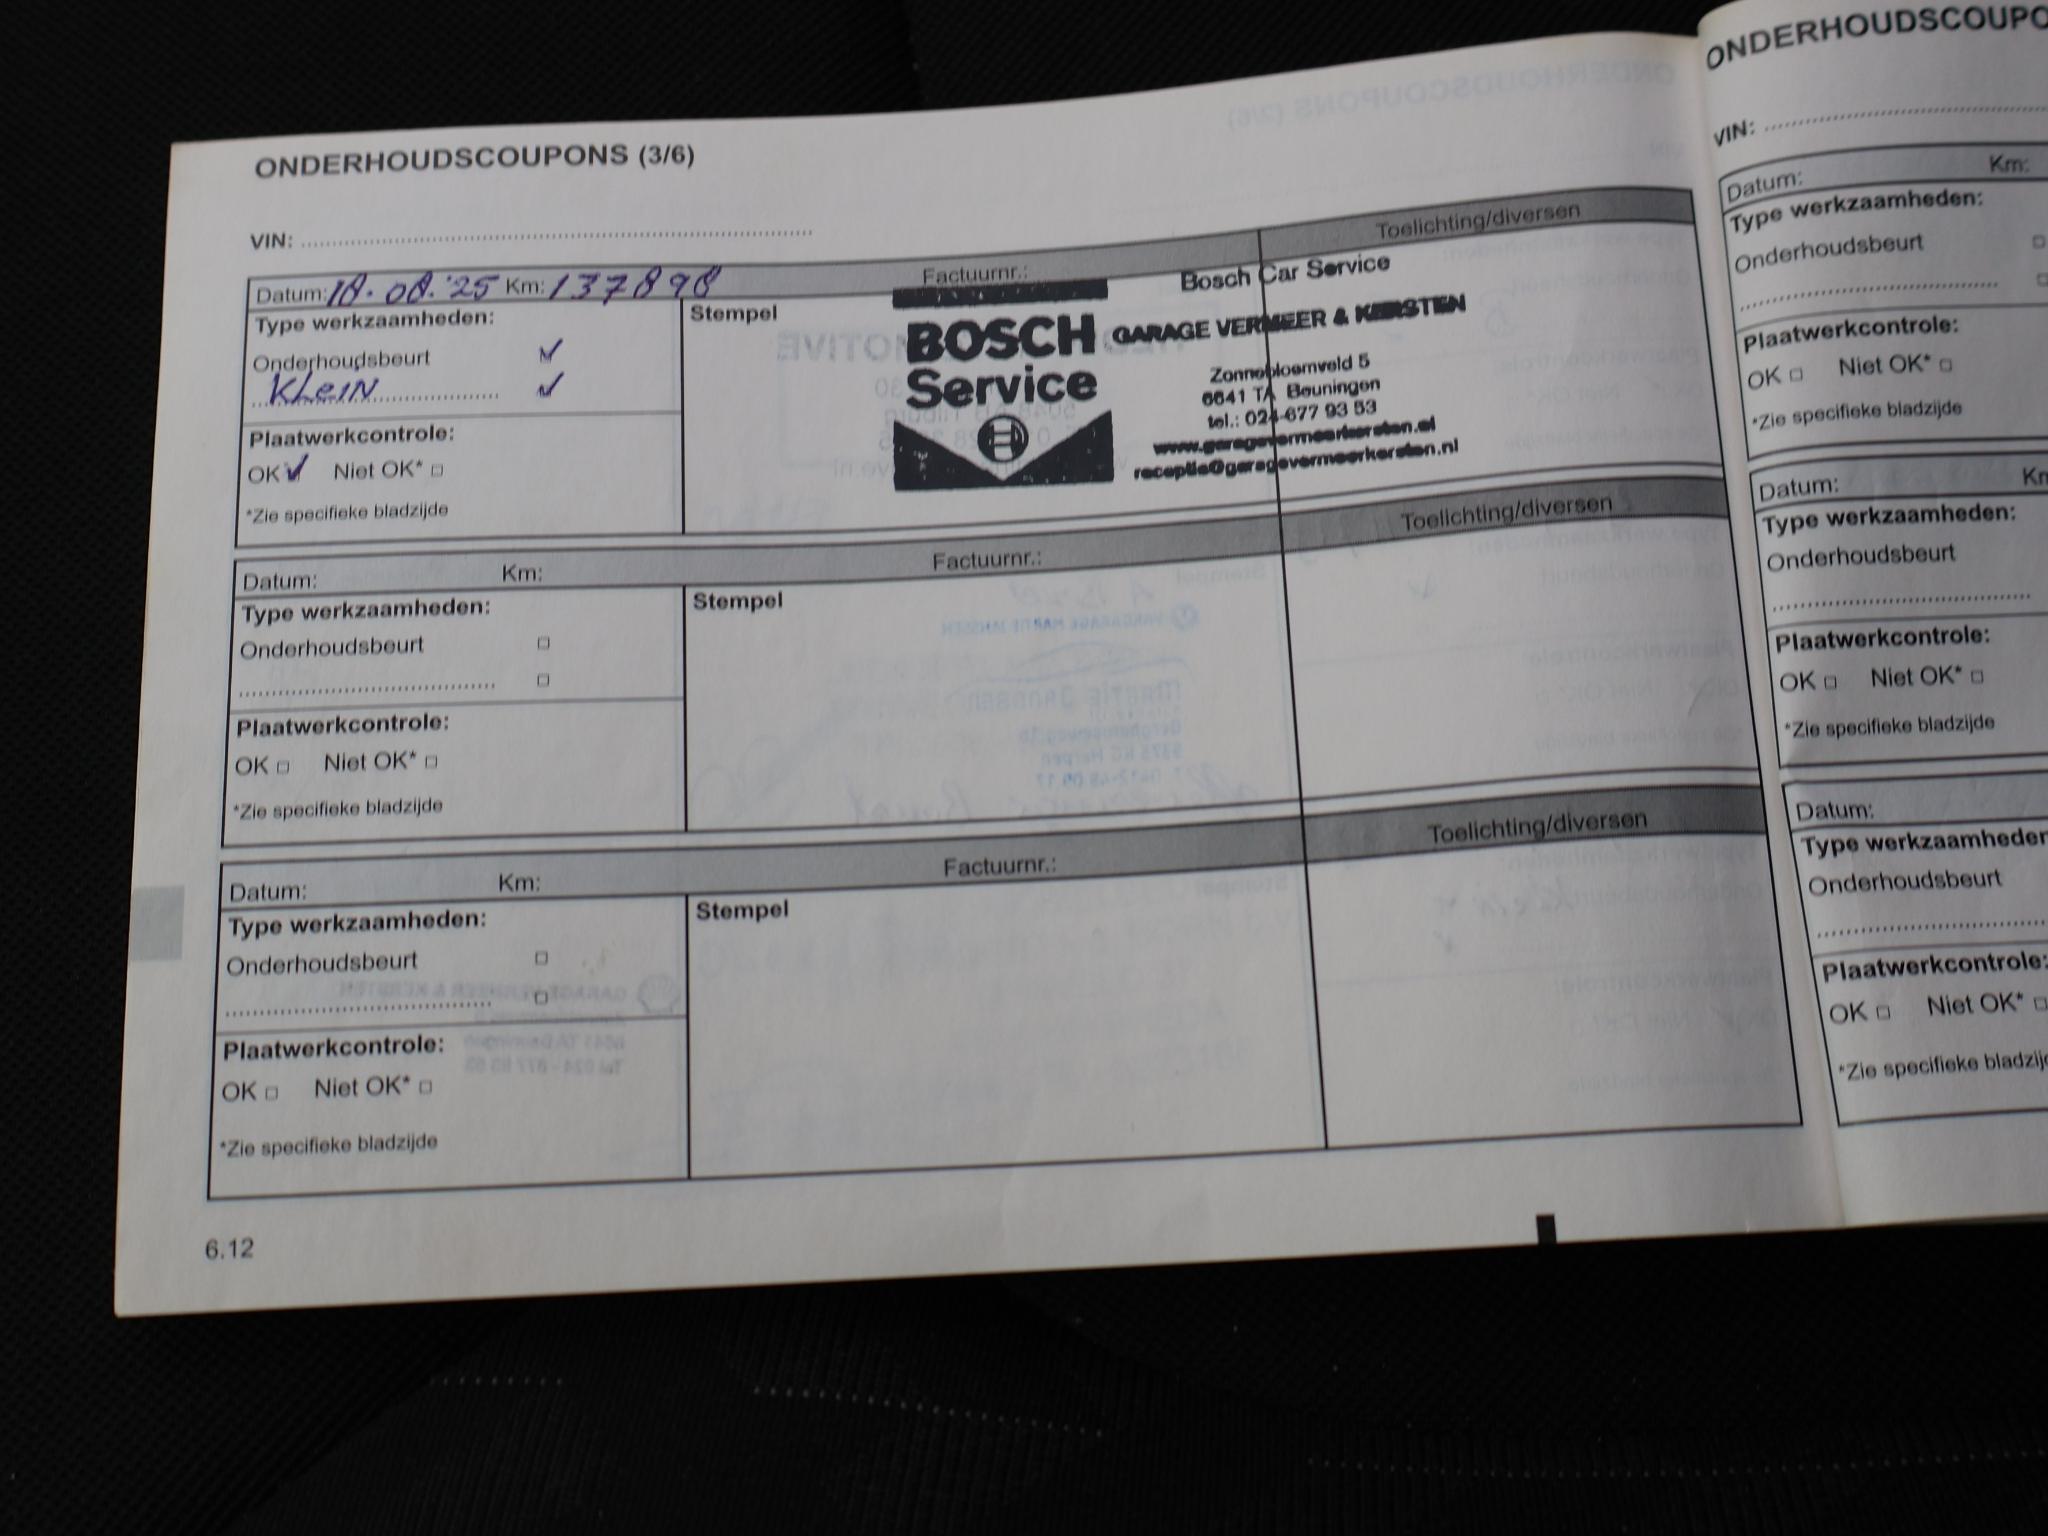 ONDERHOUDSCOUPONS (3/6)
VIN:
Datum: 18.08.'25 Km: 137898 Factuurnr.: Toelichting/diversen
Type werkzaamheden:
Onderhoudsbeurt
KLEIN
Plaatwerkcontrole:
OK Niet OK*
*Zie specifieke bladzijde
Stempel
BOSCH
Service
Bosch Car Service
GARAGE VERMEER & KERSTEN
Zonnebloemveld 5
6641 TA Beuningen
tel.: 024-677 93 53
www.garagevermeerkersten.nl
receptie@garagevermeerkersten.nl
Datum: Km: Factuurnr.: Toelichting/diversen
Type werkzaamheden:
Onderhoudsbeurt
Plaatwerkcontrole:
OK Niet OK*
*Zie specifieke bladzijde
Stempel
Datum: Km: Factuurnr.: Toelichting/diversen
Type werkzaamheden:
Onderhoudsbeurt
Plaatwerkcontrole:
OK Niet OK*
*Zie specifieke bladzijde
Stempel
6.12
ONDERHOUDSCOUPO
VIN:
Datum: Km:
Type werkzaamheden:
Onderhoudsbeurt
Plaatwerkcontrole:
OK Niet OK*
*Zie specifieke bladzijde
Datum: Km
Type werkzaamheden:
Onderhoudsbeurt
Plaatwerkcontrole:
OK Niet OK*
*Zie specifieke bladzijde
Datum:
Type werkzaamheden
Onderhoudsbeurt
Plaatwerkcontrole:
OK Niet OK*
*Zie specifieke bladzij